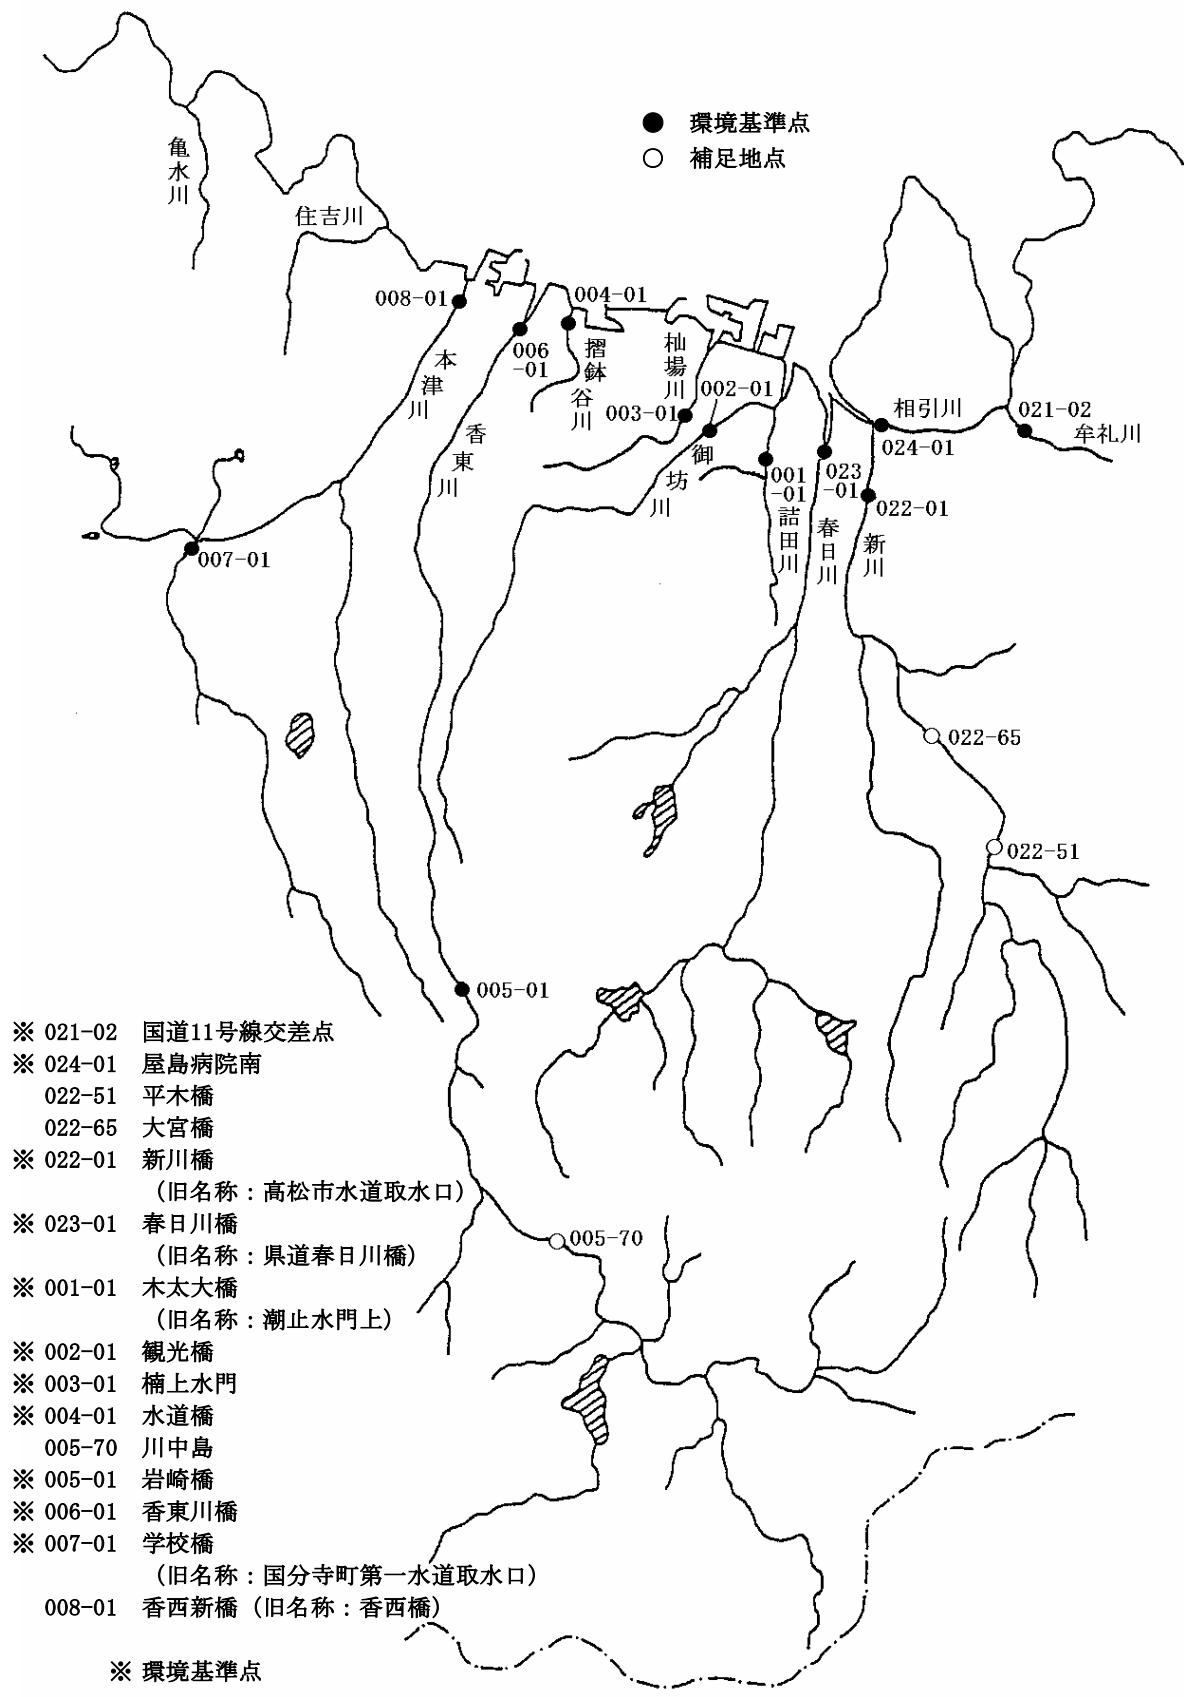 ● 環境基準点
○ 補足地点
亀水川
住吉川
008-01
004-01
006
-01
本津川
摺鉢谷川
杣場川
002-01
003-01
相引川
021-02
牟礼川
024-01
香東川
御坊川
001
-01
023
-01
022-01
詰田川
春日川
新川
007-01
022-65
022-51
005-01
005-70
※ 021-02 国道11号線交差点
※ 024-01 屋島病院南
022-51 平木橋
022-65 大宮橋
※ 022-01 新川橋
（旧名称：高松市水道取水口）
※ 023-01 春日川橋
（旧名称：県道春日川橋）
※ 001-01 木太大橋
（旧名称：潮止水門上）
※ 002-01 観光橋
※ 003-01 楠上水門
※ 004-01 水道橋
005-70 川中島
※ 005-01 岩崎橋
※ 006-01 香東川橋
※ 007-01 学校橋
（旧名称：国分寺町第一水道取水口）
008-01 香西新橋（旧名称：香西橋）
※ 環境基準点